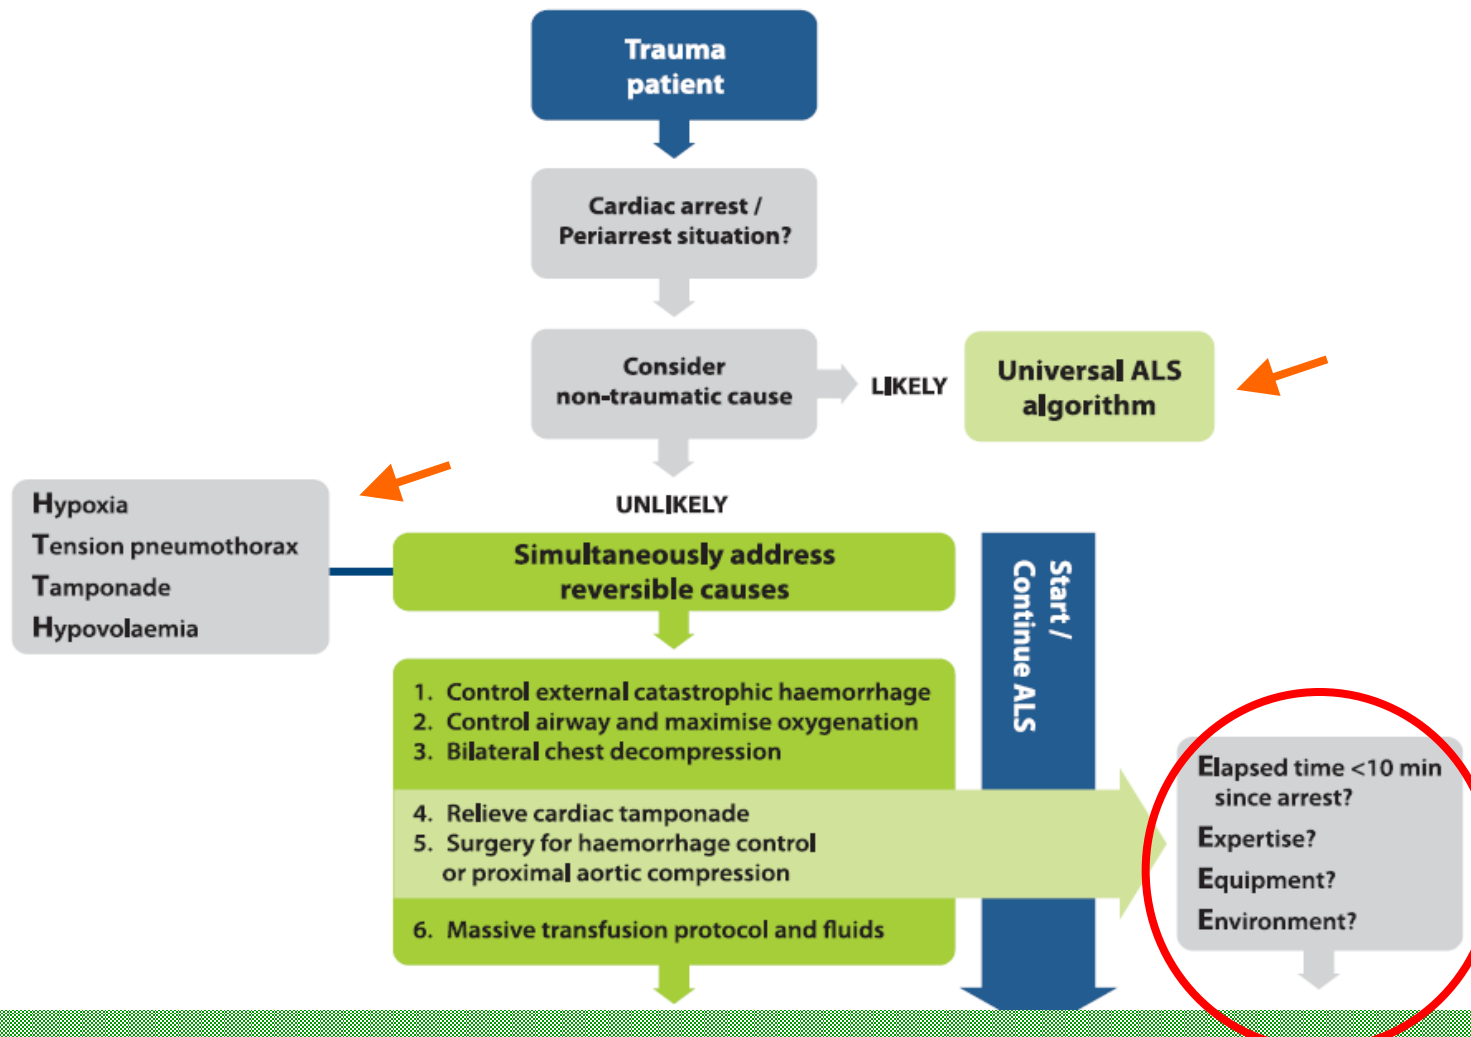 Trauma
patient
Cardiac arrest /
Periarrest situation?
Consider
non-traumatic cause
LIKELY
Universal ALS
algorithm
UNLIKELY
Hypoxia
Tension pneumothorax
Tamponade
Hypovolaemia
Simultaneously address
reversible causes
Start /
Continue ALS
1. Control external catastrophic haemorrhage
2. Control airway and maximise oxygenation
3. Bilateral chest decompression
4. Relieve cardiac tamponade
5. Surgery for haemorrhage control
or proximal aortic compression
6. Massive transfusion protocol and fluids
Elapsed time <10 min
since arrest?
Expertise?
Equipment?
Environment?